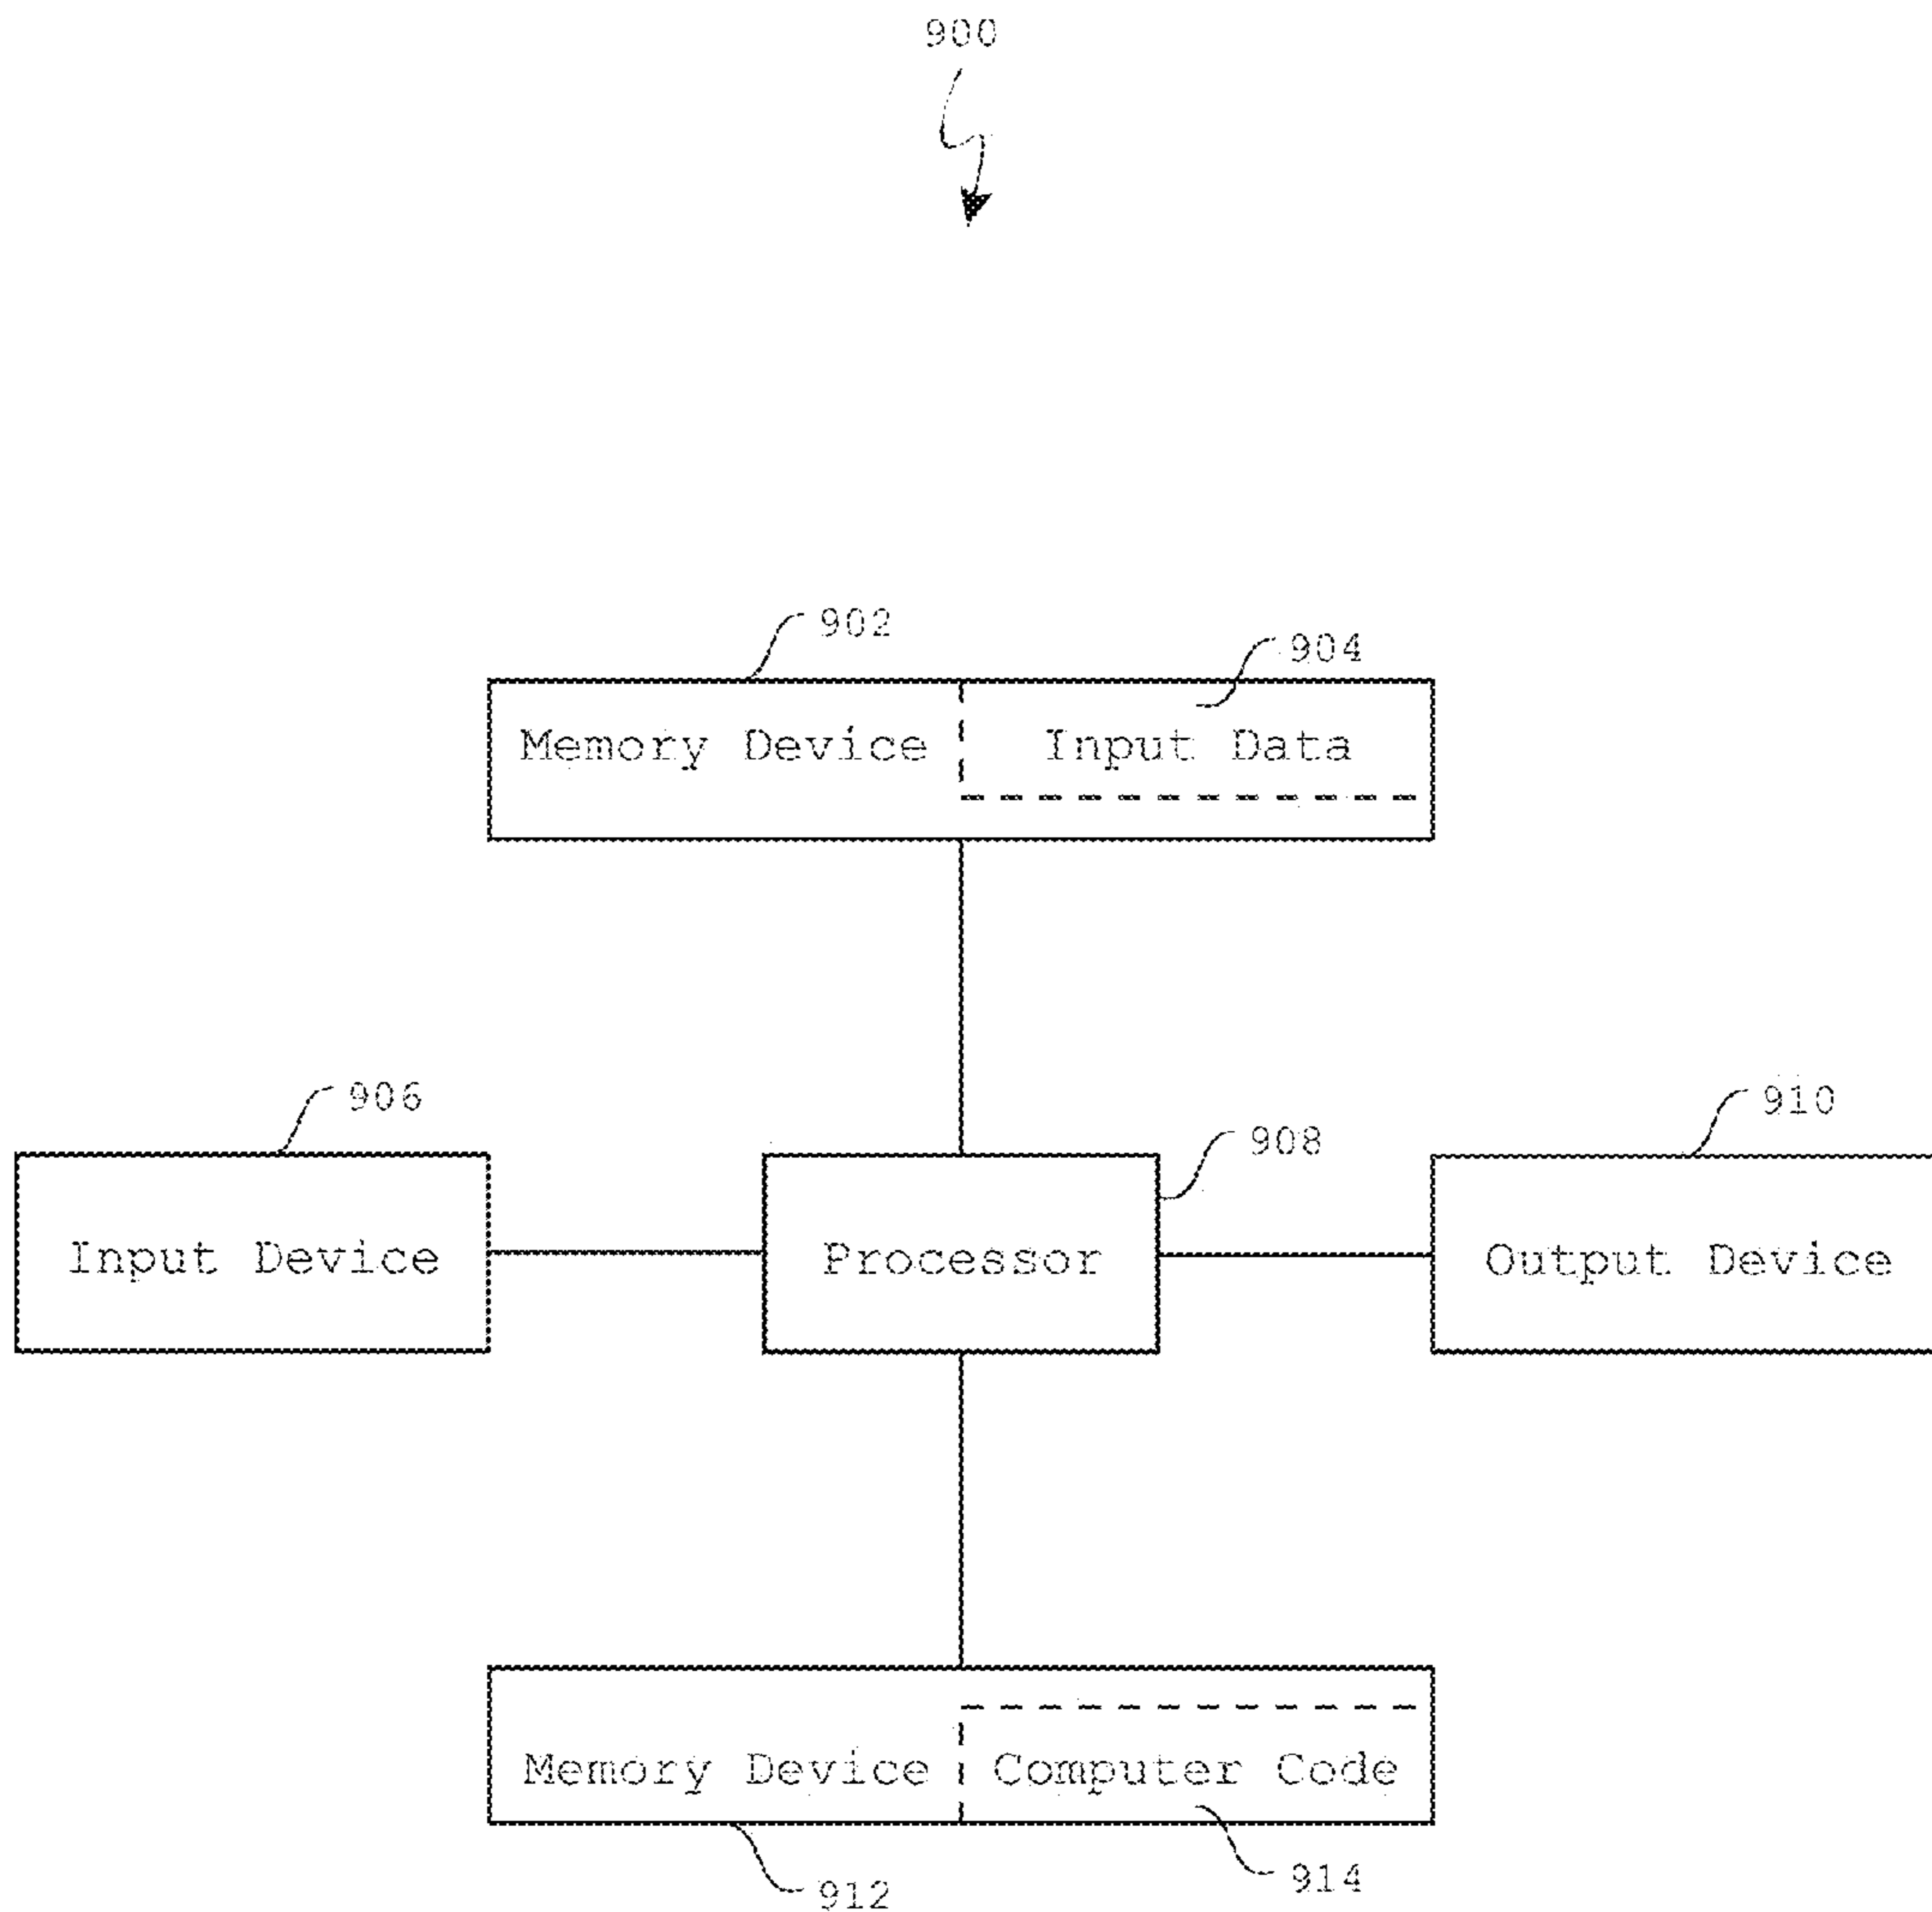 900
902
904
Memory Device
Input Data
906
908
910
Input Device
Processor
Output Device
Memory Device
Computer Code
912
914